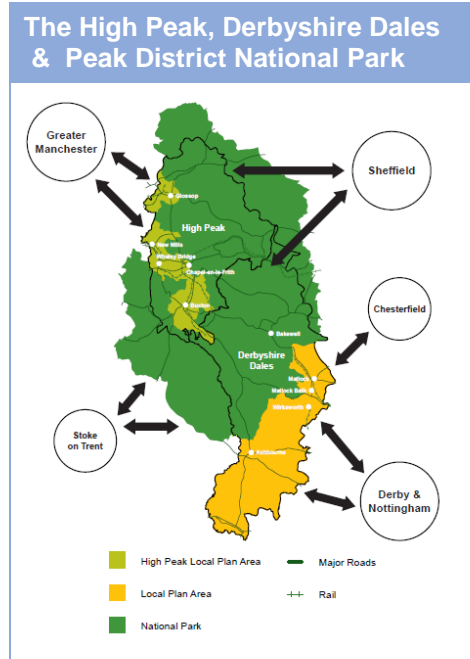 The High Peak, Derbyshire Dales
& Peak District National Park
Greater
Manchester
Sheffield
Glossop
High Peak
New Mills
Whaley Bridge
Chapel-en-le-Frith
Buxton
Chesterfield
Bakewell
Derbyshire
Dales
Matlock
Matlock Bath
Wirksworth
Stoke
on Trent
Ashbourne
Derby &
Nottingham
High Peak Local Plan Area
Major Roads
Local Plan Area
Rail
National Park